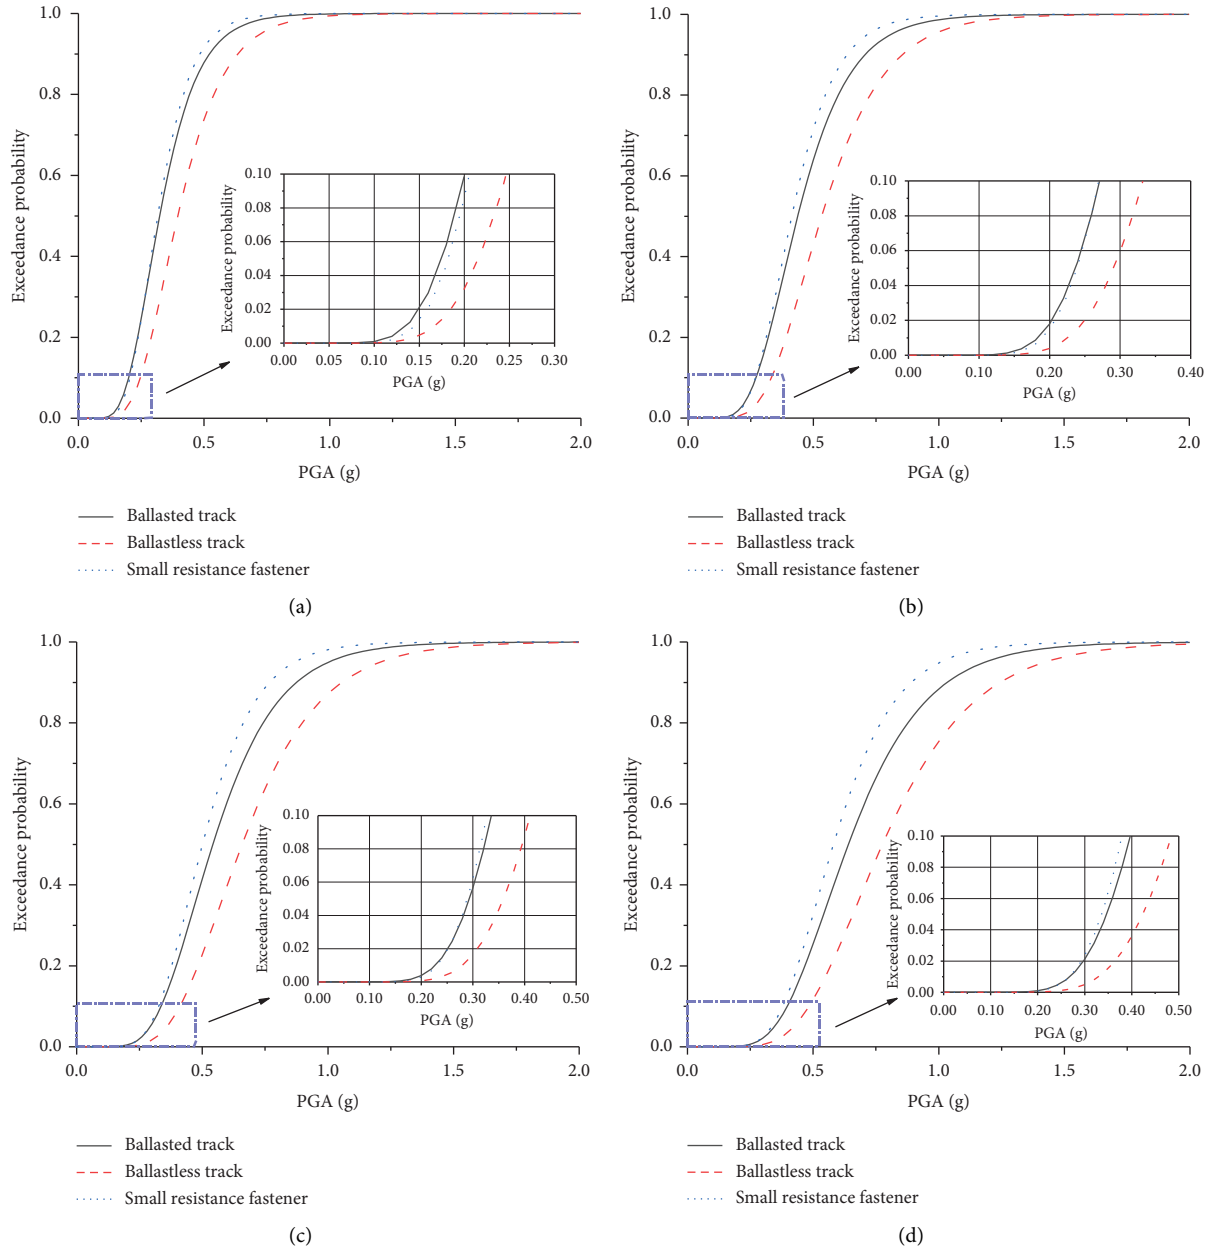 1.0
0.8
0.6
0.4
0.2
0.0
Exceedance probability
0.0 0.5 1.0 1.5 2.0
PGA (g)
0.10
0.08
0.06
0.04
0.02
0.00
Exceedance probability
0.00 0.05 0.10 0.15 0.20 0.25 0.30
PGA (g)
Ballasted track
Ballastless track
Small resistance fastener
(a)
1.0
0.8
0.6
0.4
0.2
0.0
Exceedance probability
0.0 0.5 1.0 1.5 2.0
PGA (g)
0.10
0.08
0.06
0.04
0.02
0.00
Exceedance probability
0.00 0.10 0.20 0.30 0.40
PGA (g)
Ballasted track
Ballastless track
Small resistance fastener
(b)
1.0
0.8
0.6
0.4
0.2
0.0
Exceedance probability
0.0 0.5 1.0 1.5 2.0
PGA (g)
0.10
0.08
0.06
0.04
0.02
0.00
Exceedance probability
0.00 0.10 0.20 0.30 0.40 0.50
PGA (g)
Ballasted track
Ballastless track
Small resistance fastener
(c)
1.0
0.8
0.6
0.4
0.2
0.0
Exceedance probability
0.0 0.5 1.0 1.5 2.0
PGA (g)
0.10
0.08
0.06
0.04
0.02
0.00
Exceedance probability
0.00 0.10 0.20 0.30 0.40 0.50
PGA (g)
Ballasted track
Ballastless track
Small resistance fastener
(d)